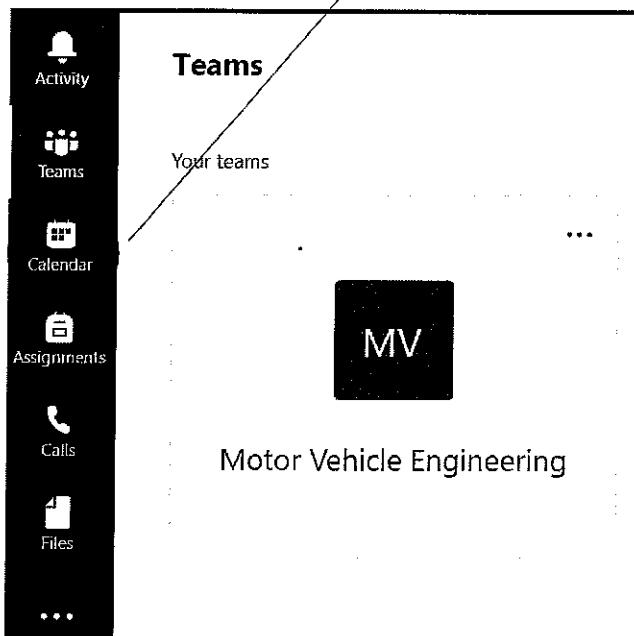 Activity
Teams
Calendar
Assignments
Calls
Files
Teams
Your teams
MV
Motor Vehicle Engineering